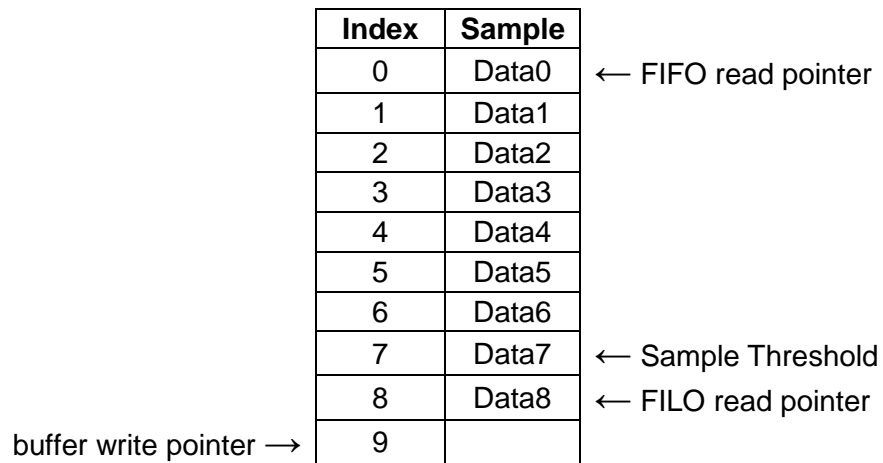 Index Sample
0 Data0 ← FIFO read pointer
1 Data1
2 Data2
3 Data3
4 Data4
5 Data5
6 Data6
7 Data7 ← Sample Threshold
8 Data8 ← FILO read pointer
buffer write pointer → 9